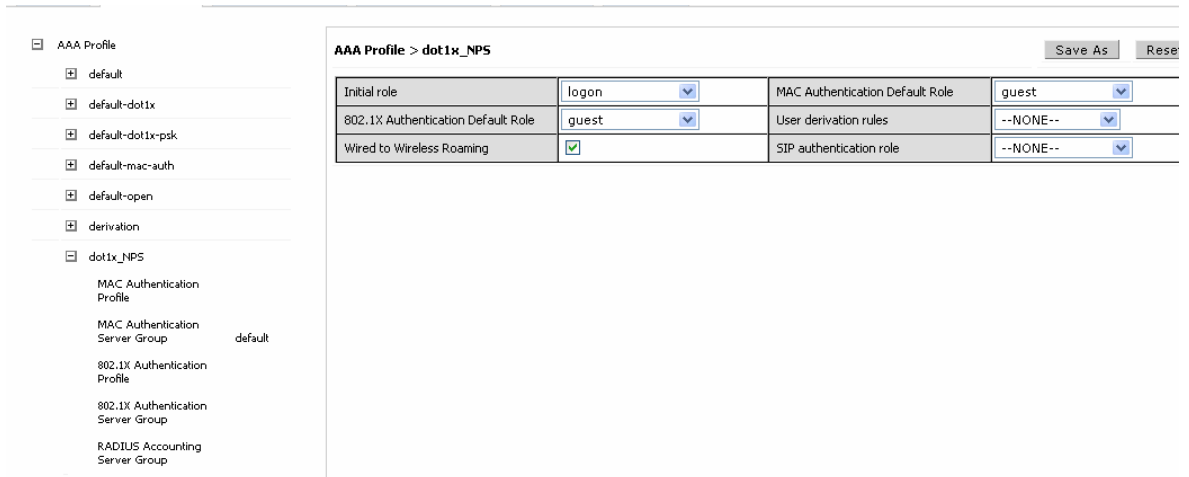 AAA Profile
default
default-dot1x
default-dot1x-psk
default-mac-auth
default-open
derivation
dot1x_NPS
MAC Authentication
Profile
MAC Authentication
Server Group default
802.1X Authentication
Profile
802.1X Authentication
Server Group
RADIUS Accounting
Server Group
AAA Profile > dot1x_NPS Save As Reset
Initial role logon MAC Authentication Default Role guest
802.1X Authentication Default Role guest User derivation rules --NONE--
Wired to Wireless Roaming SIP authentication role --NONE--